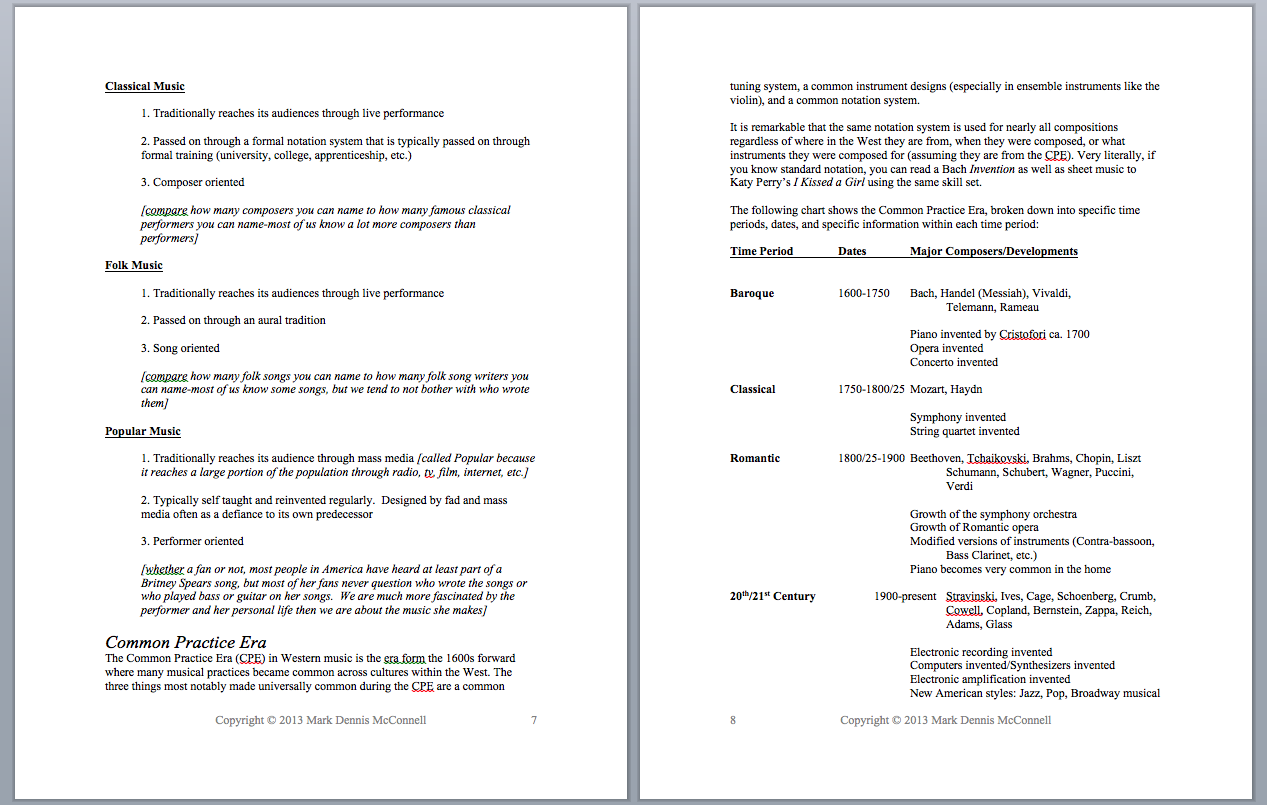 Classical Music
1. Traditionally reaches its audiences through live performance
2. Passed on through a formal notation system that is typically passed on through
formal training (university, college, apprenticeship, etc.)
3. Composer oriented
[compare how many composers you can name to how many famous classical
performers you can name-most of us know a lot more composers than
performers]
Folk Music
1. Traditionally reaches its audiences through live performance
2. Passed on through an aural tradition
3. Song oriented
[compare how many folk songs you can name to how many folk song writers you
can name-most of us know some songs, but we tend to not bother with who wrote
them]
Popular Music
1. Traditionally reaches its audience through mass media [called Popular because
it reaches a large portion of the population through radio, tv, film, internet, etc.]
2. Typically self taught and reinvented regularly.  Designed by fad and mass
media often as a defiance to its own predecessor
3. Performer oriented
[whether a fan or not, most people in America have heard at least part of a
Britney Spears song, but most of her fans never question who wrote the songs or
who played bass or guitar on her songs.  We are much more fascinated by the
performer and her personal life then we are about the music she makes]
Common Practice Era
The Common Practice Era (CPE) in Western music is the era form the 1600s forward
where many musical practices became common across cultures within the West. The
three things most notably made universally common during the CPE are a common
Copyright © 2013 Mark Dennis McConnell 7
tuning system, a common instrument designs (especially in ensemble instruments like the
violin), and a common notation system.
It is remarkable that the same notation system is used for nearly all compositions
regardless of where in the West they are from, when they were composed, or what
instruments they were composed for (assuming they are from the CPE). Very literally, if
you know standard notation, you can read a Bach Invention as well as sheet music to
Katy Perry's I Kissed a Girl using the same skill set.
The following chart shows the Common Practice Era, broken down into specific time
periods, dates, and specific information within each time period:
Time Period Dates Major Composers/Developments
Baroque 1600-1750 Bach, Handel (Messiah), Vivaldi,
Telemann, Rameau
Piano invented by Cristofori ca. 1700
Opera invented
Concerto invented
Classical 1750-1800/25 Mozart, Haydn
Symphony invented
String quartet invented
Romantic 1800/25-1900 Beethoven, Tchaikovski, Brahms, Chopin, Liszt
Schumann, Schubert, Wagner, Puccini,
Verdi
Growth of the symphony orchestra
Growth of Romantic opera
Modified versions of instruments (Contra-bassoon,
Bass Clarinet, etc.)
Piano becomes very common in the home
20th/21st Century 1900-present Stravinski, Ives, Cage, Schoenberg, Crumb,
Cowell, Copland, Bernstein, Zappa, Reich,
Adams, Glass
Electronic recording invented
Computers invented/Synthesizers invented
Electronic amplification invented
New American styles: Jazz, Pop, Broadway musical
8 Copyright © 2013 Mark Dennis McConnell